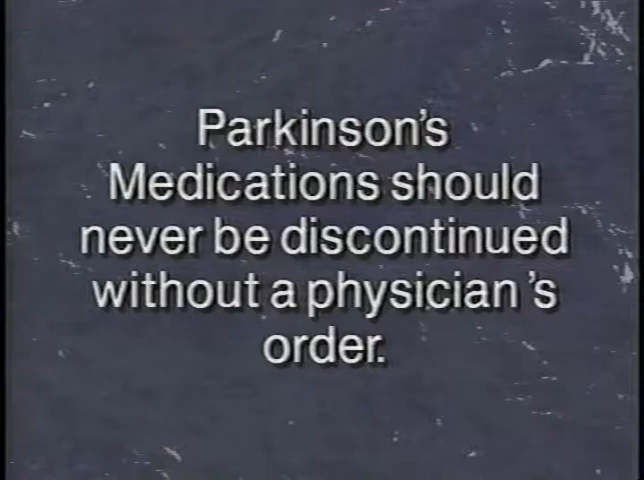 Parkinson's
Medications should
never be discontinued
without a physician 's
order.